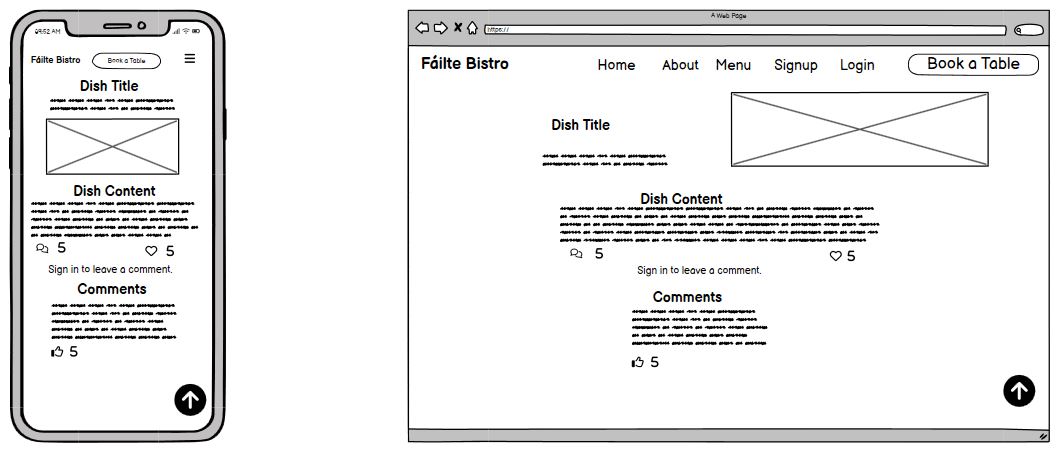 09:52 AM
Fáilte Bistro
Book a Table
Dish Title
Dish Content
5
5
Sign in to leave a comment.
Comments
5
A Web Page
https://
Fáilte Bistro
Home
About
Menu
Signup
Login
Book a Table
Dish Title
Dish Content
5
5
Sign in to leave a comment.
Comments
5